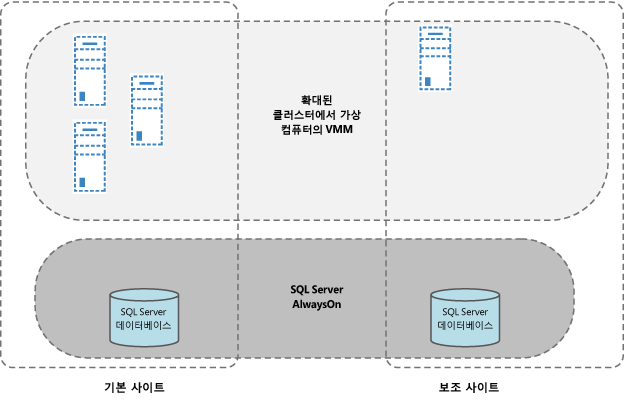 확대된
클러스터에서 가상
컴퓨터의 VMM
SQL Server
AlwaysOn
SQL Server
데이터베이스
SQL Server
데이터베이스
기본 사이트
보조 사이트